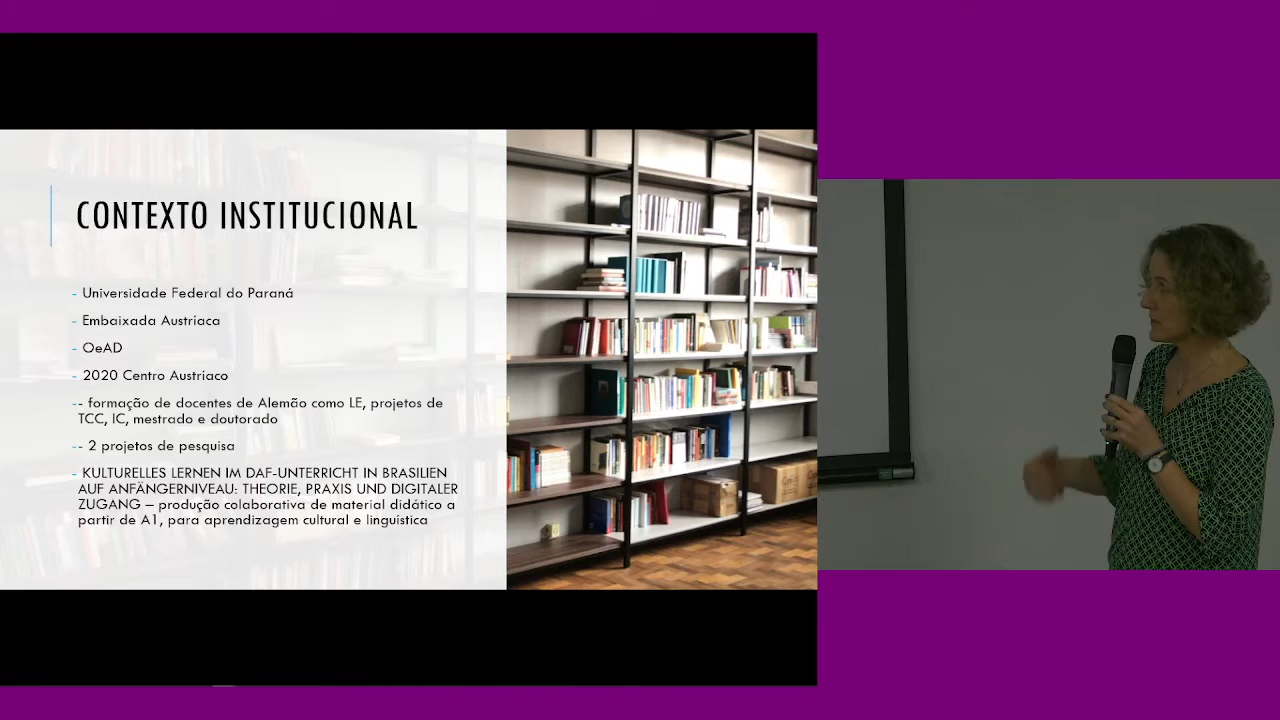 CONTEXTO INSTITUCIONAL
- Universidade Federal do Paraná
- Embaixada Austriaca
- OeAD
- 2020 Centro Austriaco
-- formação de docentes de Alemão como LE, projetos de
TCC, IC, mestrado e doutorado
-- 2 projetos de pesquisa
- KULTURELLES LERNEN IM DAF-UNTERRICHT IN BRASILIEN
AUF ANFÄNGERNIVEAU: THEORIE, PRAXIS UND DIGITALER
ZUGANG – produção colaborativa de material didático a
partir de A1, para aprendizagem cultural e linguística